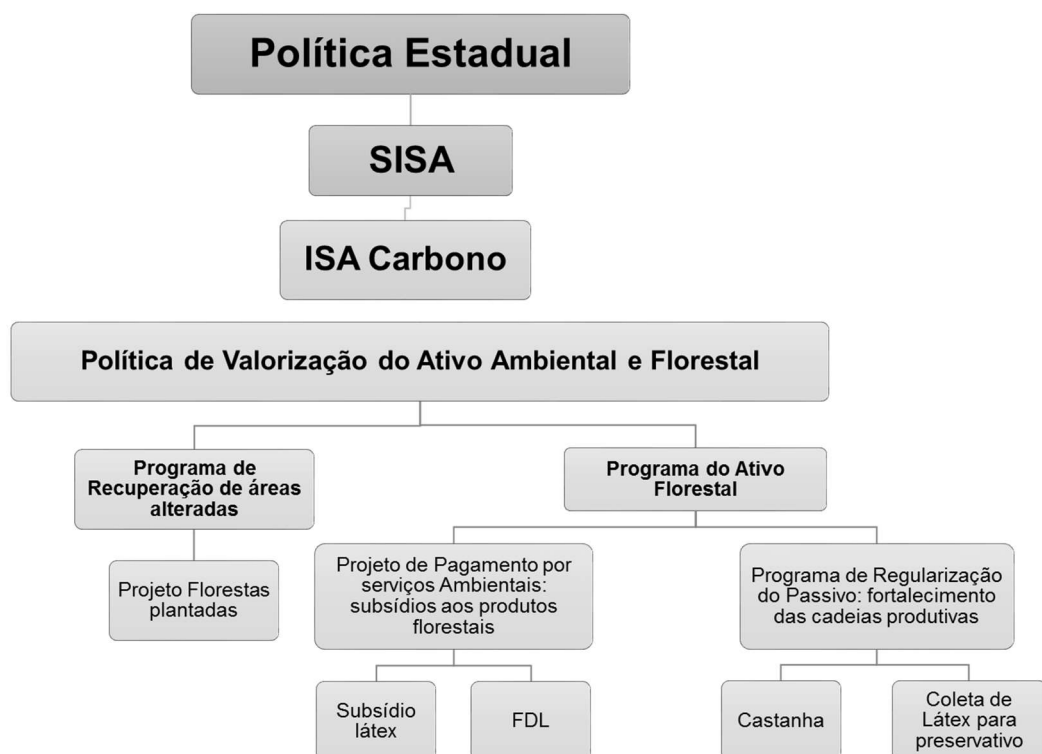 Política Estadual
SISA
ISA Carbono
Política de Valorização do Ativo Ambiental e Florestal
Programa de
Recuperação de áreas
alteradas
Programa do Ativo
Florestal
Projeto Florestas
plantadas
Projeto de Pagamento por
serviços Ambientais:
subsídios aos produtos
florestais
Programa de Regularização
do Passivo: fortalecimento
das cadeias produtivas
Subsídio
látex
FDL
Castanha
Coleta de
Látex para
preservativo